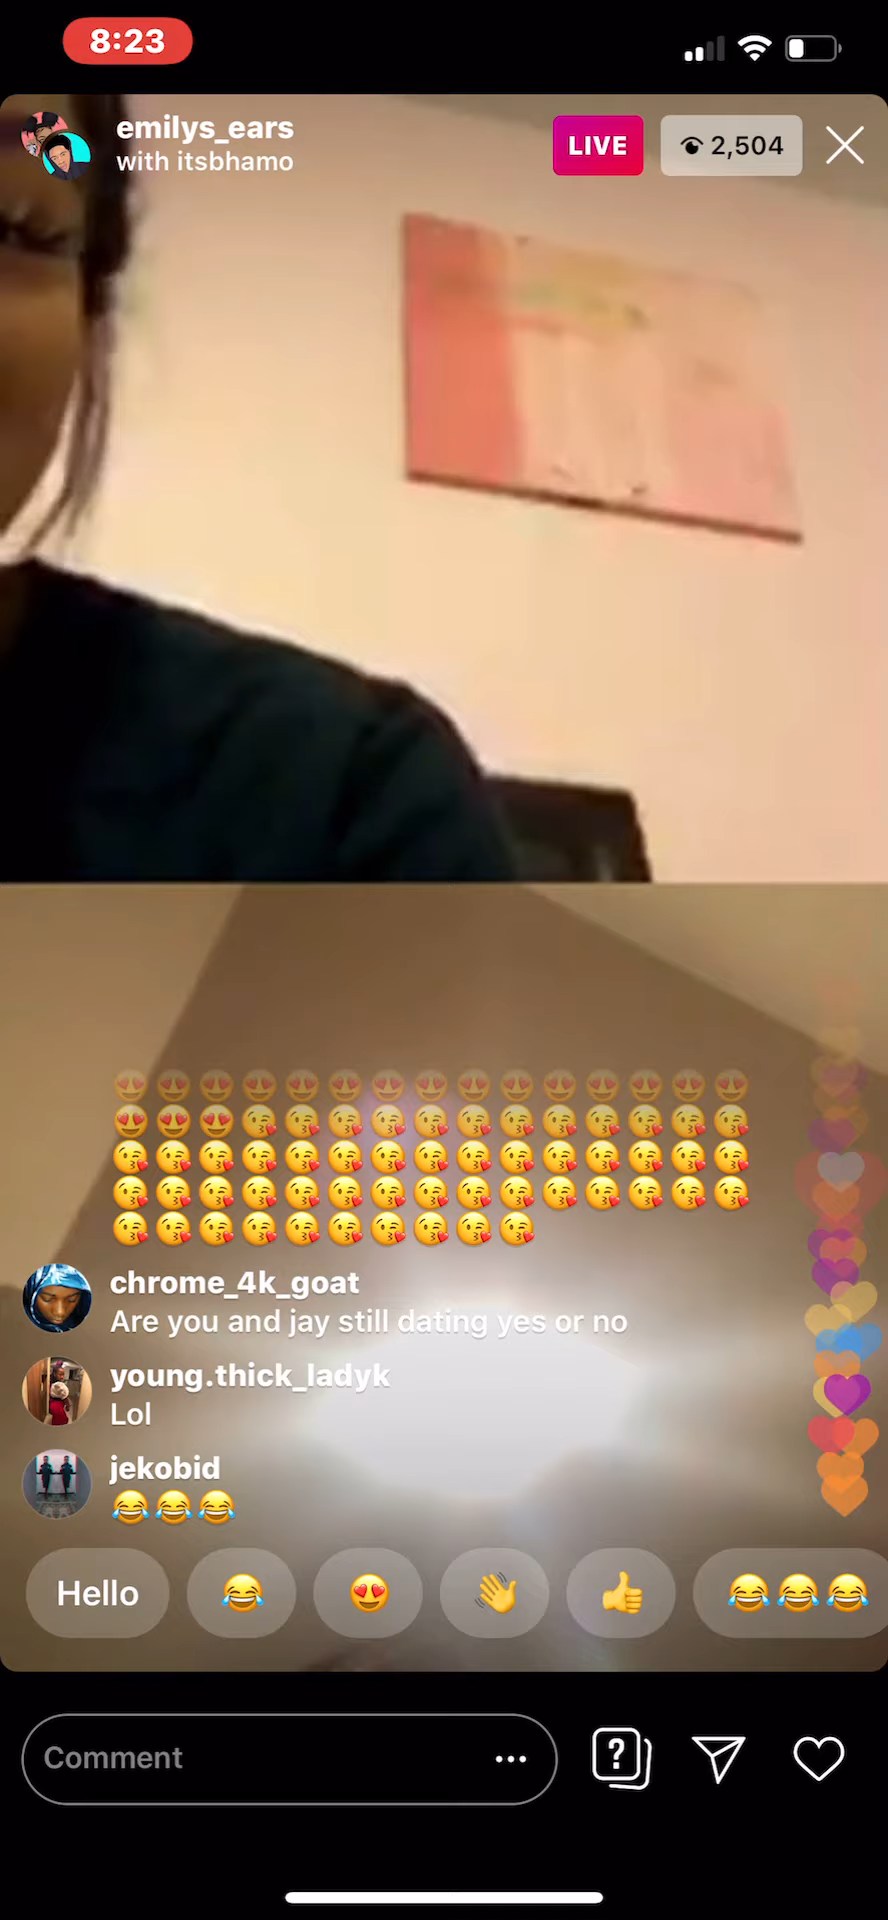 8:23
emilys_ears
with itsbhamo
LIVE
2,504
😍😍😍😍😍😍😍😍😍😍😍😍😍😍😍
😍😍😍😘😘😘😘😘😘😘😘😘😘😘😘
😘😘😘😘😘😘😘😘😘😘😘😘😘😘😘
😘😘😘😘😘😘😘😘😘😘😘😘😘😘😘
😘😘😘😘😘😘😘😘😘😘
chrome_4k_goat
Are you and jay still dating yes or no
young.thick_ladyk
Lol
jekobid
😂😂😂
Hello 😂 😍 👋 👍 😂😂😂
Comment